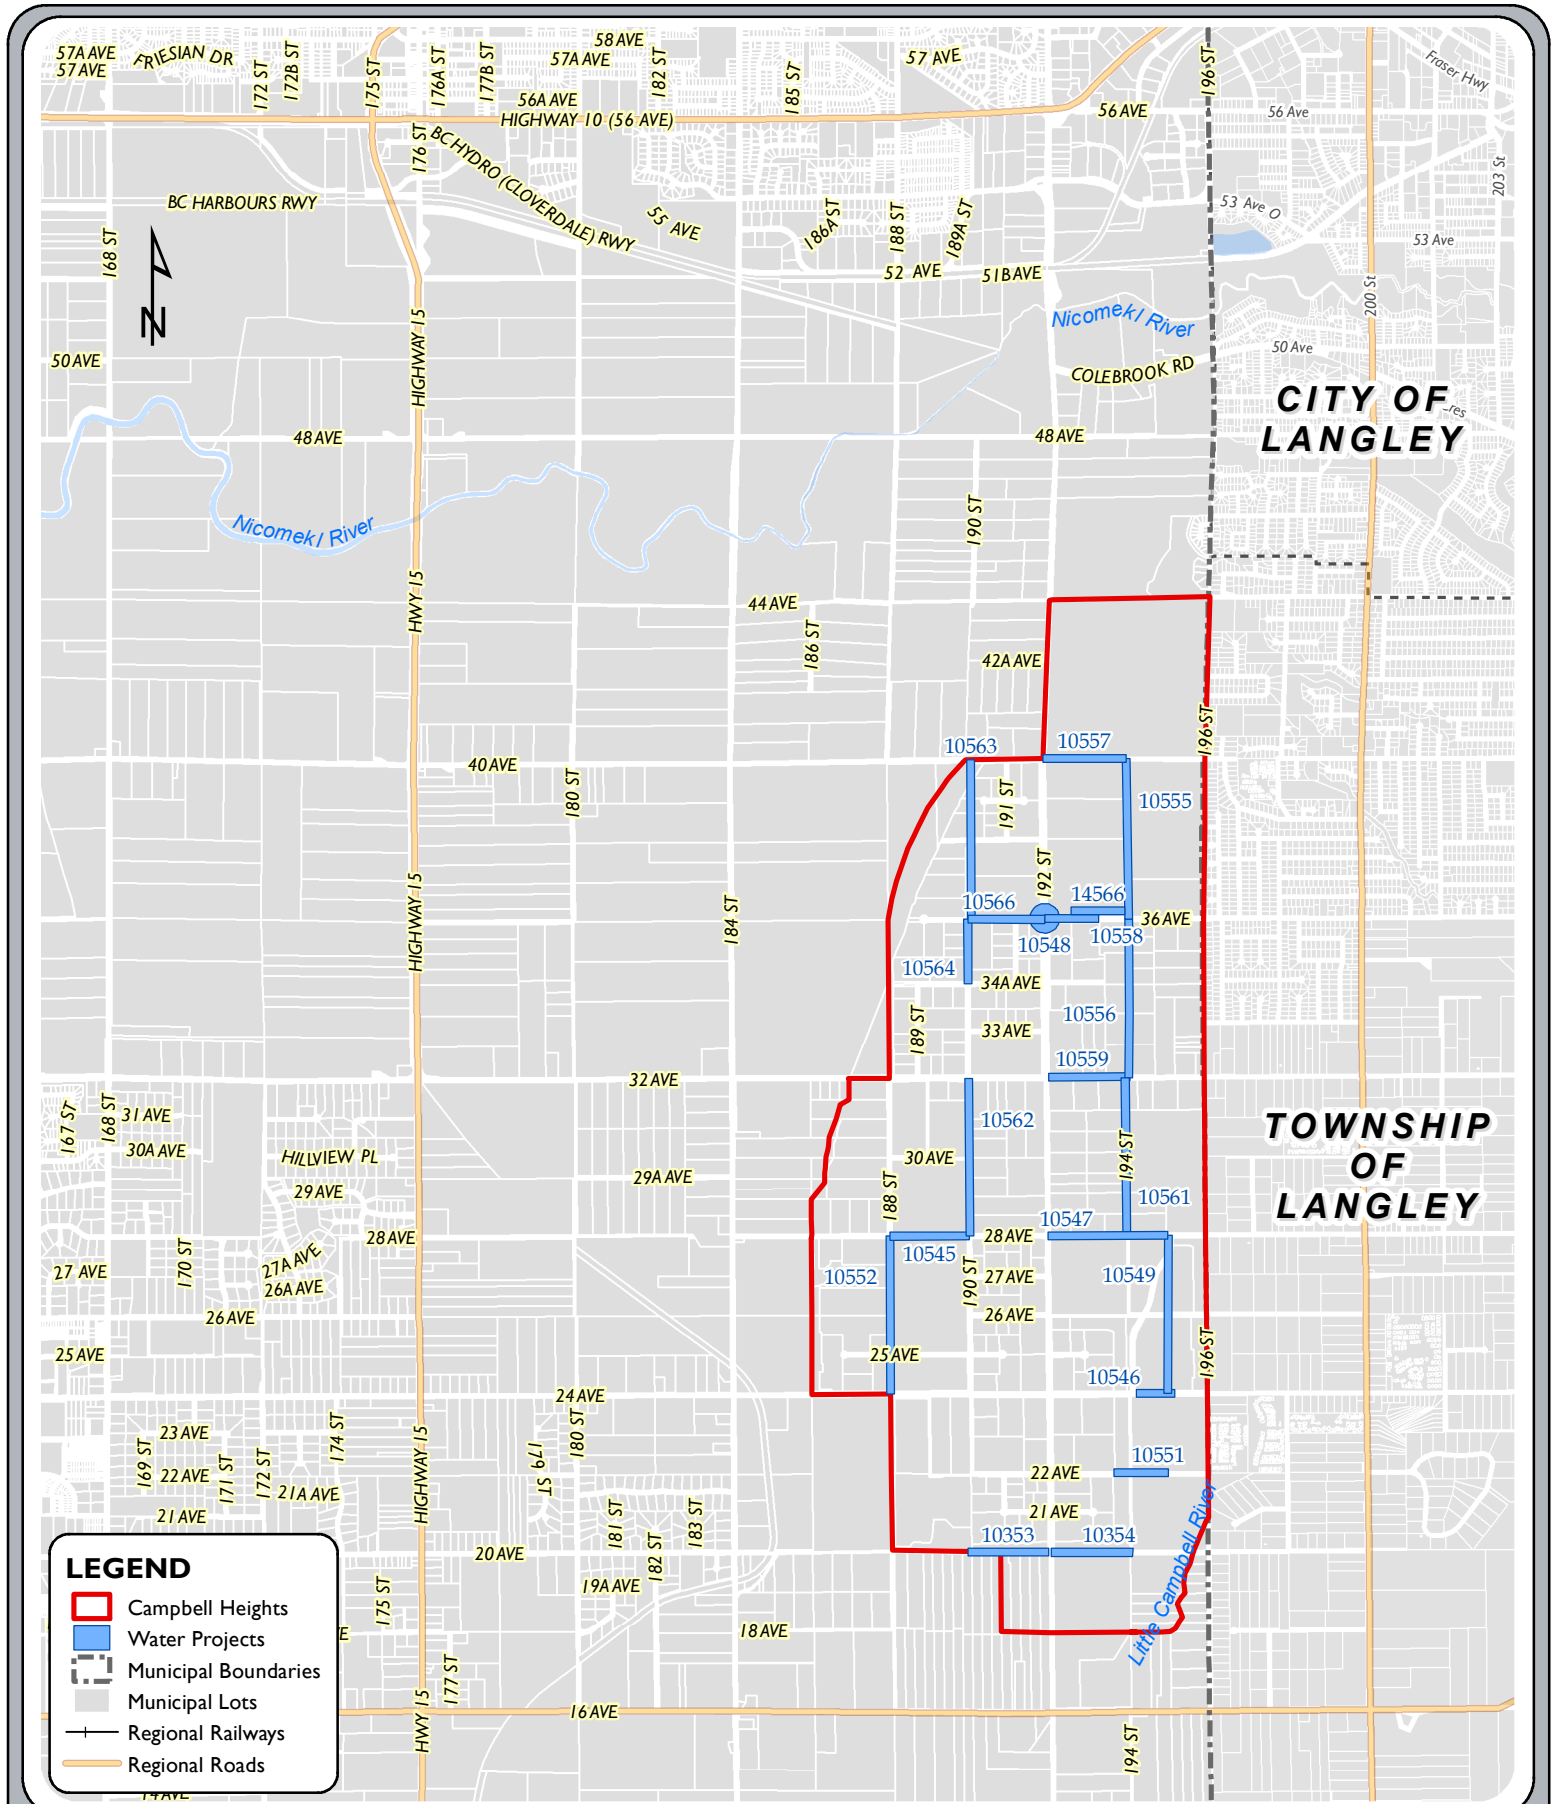 58 AVE
57A AVE
57 AVE
FRIESIAN DR
172 ST
172B ST
175 ST
176A ST
177B ST
57A AVE
182 ST
185 ST
57 AVE
196 ST
Fraser Hwy
56A AVE
HIGHWAY 10 (56 AVE)
56 AVE
56 Ave
176 ST
BC HYDRO (CLOVERDALE) RWY
203 St
BC HARBOURS RWY
55 AVE
186A ST
188 ST
189A ST
53 Ave
53 Ave
168 ST
52 AVE
51B AVE
200 St
N
Nicomekl River
HIGHWAY 15
50 AVE
COLEBROOK RD
50 Ave
CITY OF
LANGLEY
48 AVE
48 AVE
190 ST
Nicomekl River
HWY 15
44 AVE
186 ST
42A AVE
196 ST
10563
10557
40 AVE
180 ST
191 ST
10555
HIGHWAY 15
184 ST
192 ST
10566
14566
36 AVE
10548
10558
10564
34A AVE
189 ST
10556
33 AVE
10559
32 AVE
167 ST
168 ST
31 AVE
30A AVE
HILLVIEW PL
10562
TOWNSHIP
OF
LANGLEY
30 AVE
194 ST
29A AVE
29 AVE
188 ST
10561
10547
28 AVE
28 AVE
10545
170 ST
27A AVE
27 AVE
10552
190 ST
27 AVE
10549
26A AVE
26 AVE
26 AVE
25 AVE
25 AVE
196 ST
10546
24 AVE
23 AVE
174 ST
180 ST
HIGHWAY 15
169 ST
22 AVE
171 ST
172 ST
179 ST
10551
22 AVE
21A AVE
21 AVE
181 ST
182 ST
183 ST
21 AVE
Little Campbell River
10353
10354
20 AVE
19A AVE
175 ST
18 AVE
177 ST
HWY 15
16 AVE
194 ST
LEGEND
Campbell Heights
Water Projects
Municipal Boundaries
Municipal Lots
Regional Railways
Regional Roads
14 AVE